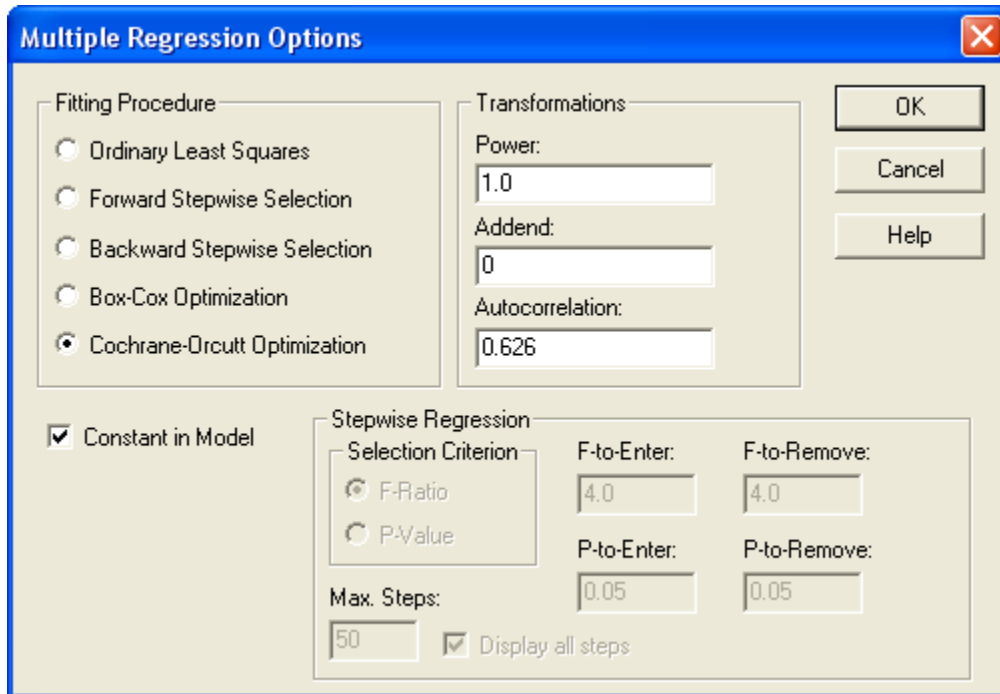 Multiple Regression Options
Fitting Procedure
Ordinary Least Squares
Forward Stepwise Selection
Backward Stepwise Selection
Box-Cox Optimization
Cochrane-Orcutt Optimization
Transformations
Power:
1.0
Addend:
0
Autocorrelation:
0.626
OK
Cancel
Help
Constant in Model
Stepwise Regression
Selection Criterion
F-Ratio
P-Value
F-to-Enter:
4.0
F-to-Remove:
4.0
P-to-Enter:
0.05
P-to-Remove:
0.05
Max. Steps:
50
Display all steps